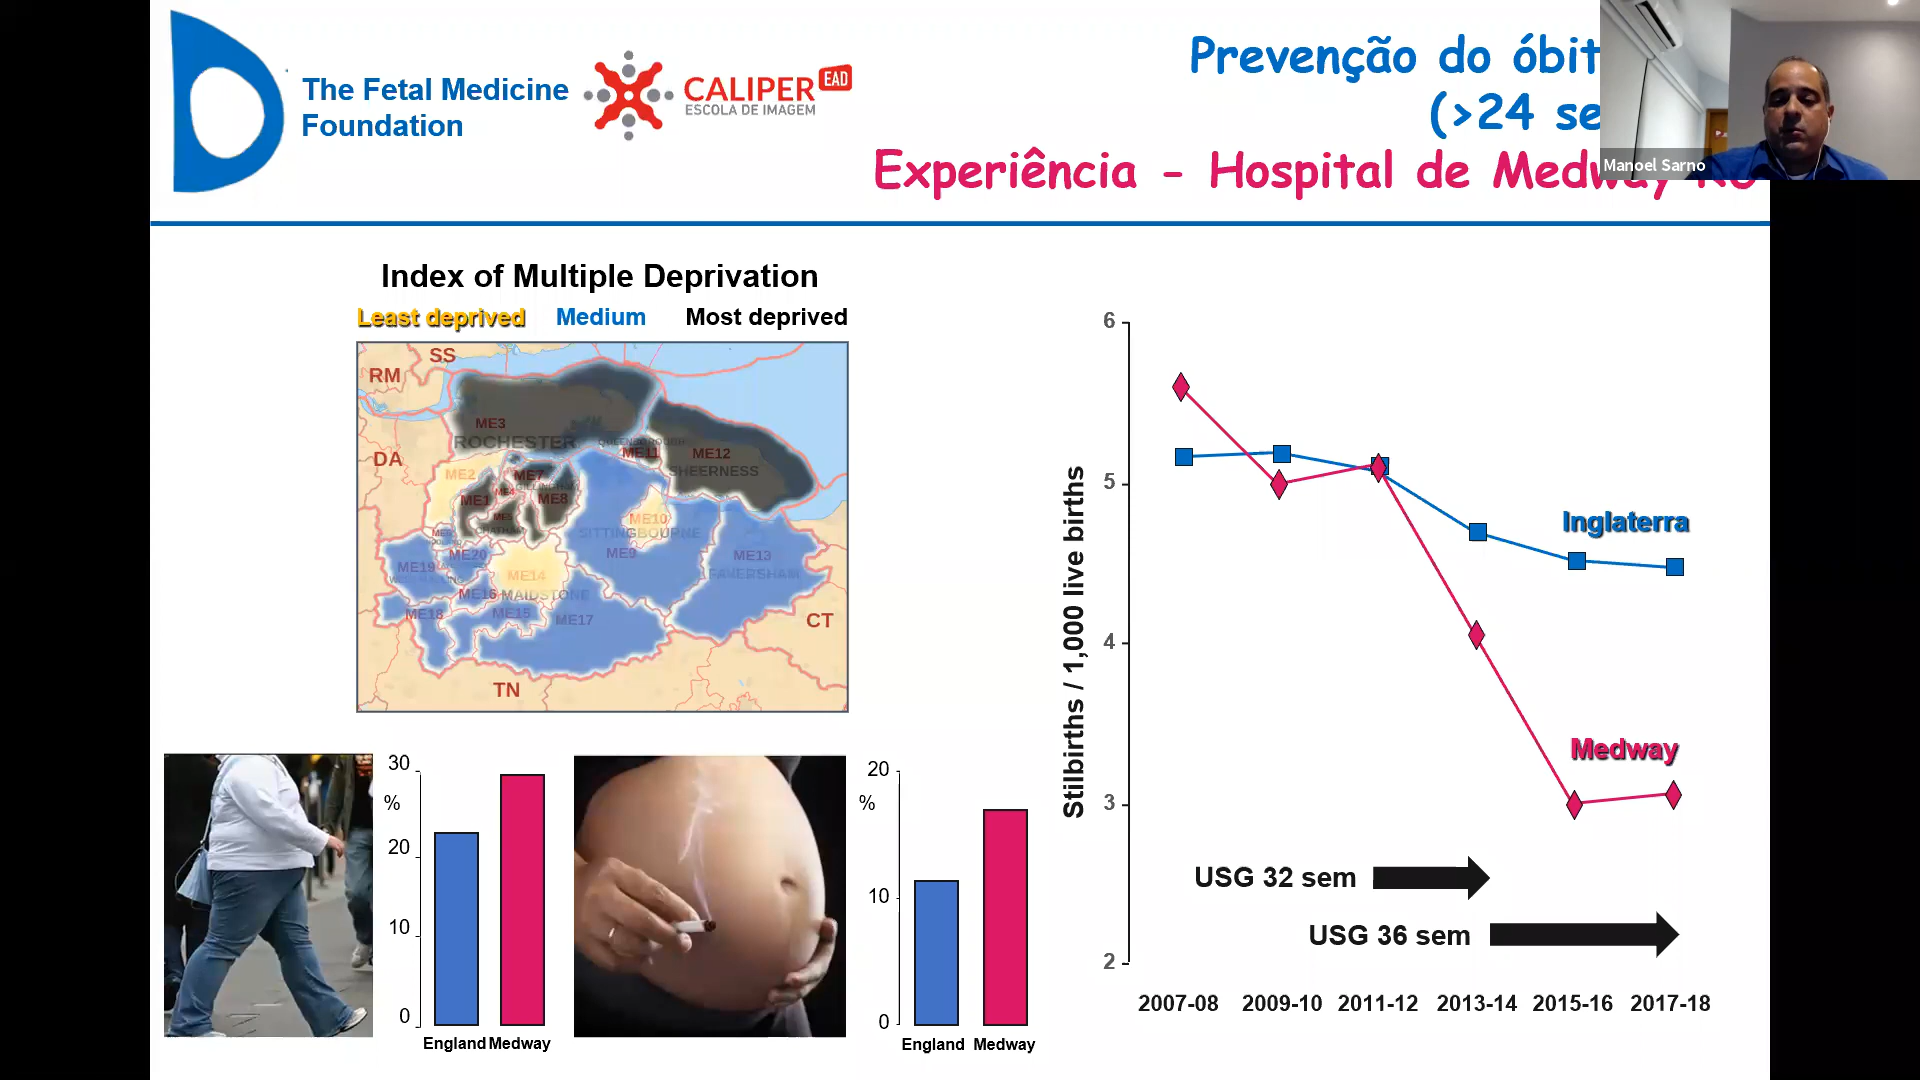 The Fetal Medicine
Foundation
CALIPER EAD
ESCOLA DE IMAGEM
Prevenção do óbit
(>24 se
Experiência - Hospital de Medway
Manoel Sarno
Index of Multiple Deprivation
Least deprived Medium Most deprived
SS
RM
DA
ME3
ROCHESTER
ME11
ME12
SHEERNESS
ME2
ME7
ME1
ME4
ME8
ME5
CHATHAM
ME10
SITTINGBOURNE
ME9
ME13
FAVERSHAM
ME20
ME19
ME14
ME16 MAIDSTONE
ME18
ME15
ME17
CT
TN
30
%
20
10
0
England Medway
20
%
10
0
England Medway
Stilbirths / 1,000 live births
6
5
4
3
2
Inglaterra
Medway
USG 32 sem
USG 36 sem
2007-08 2009-10 2011-12 2013-14 2015-16 2017-18